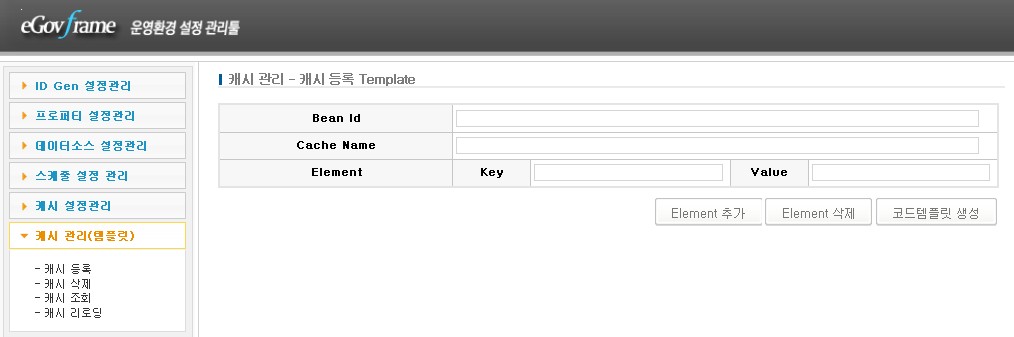 eGovframe 운영환경 설정 관리툴
ID Gen 설정관리
프로퍼티 설정관리
데이터소스 설정관리
스케줄 설정 관리
캐시 설정관리
캐시 관리(템플릿)
- 캐시 등록
- 캐시 삭제
- 캐시 조회
- 캐시 리로딩
캐시 관리 - 캐시 등록 Template
Bean Id
Cache Name
Element Key Value
Element 추가 Element 삭제 코드템플릿 생성